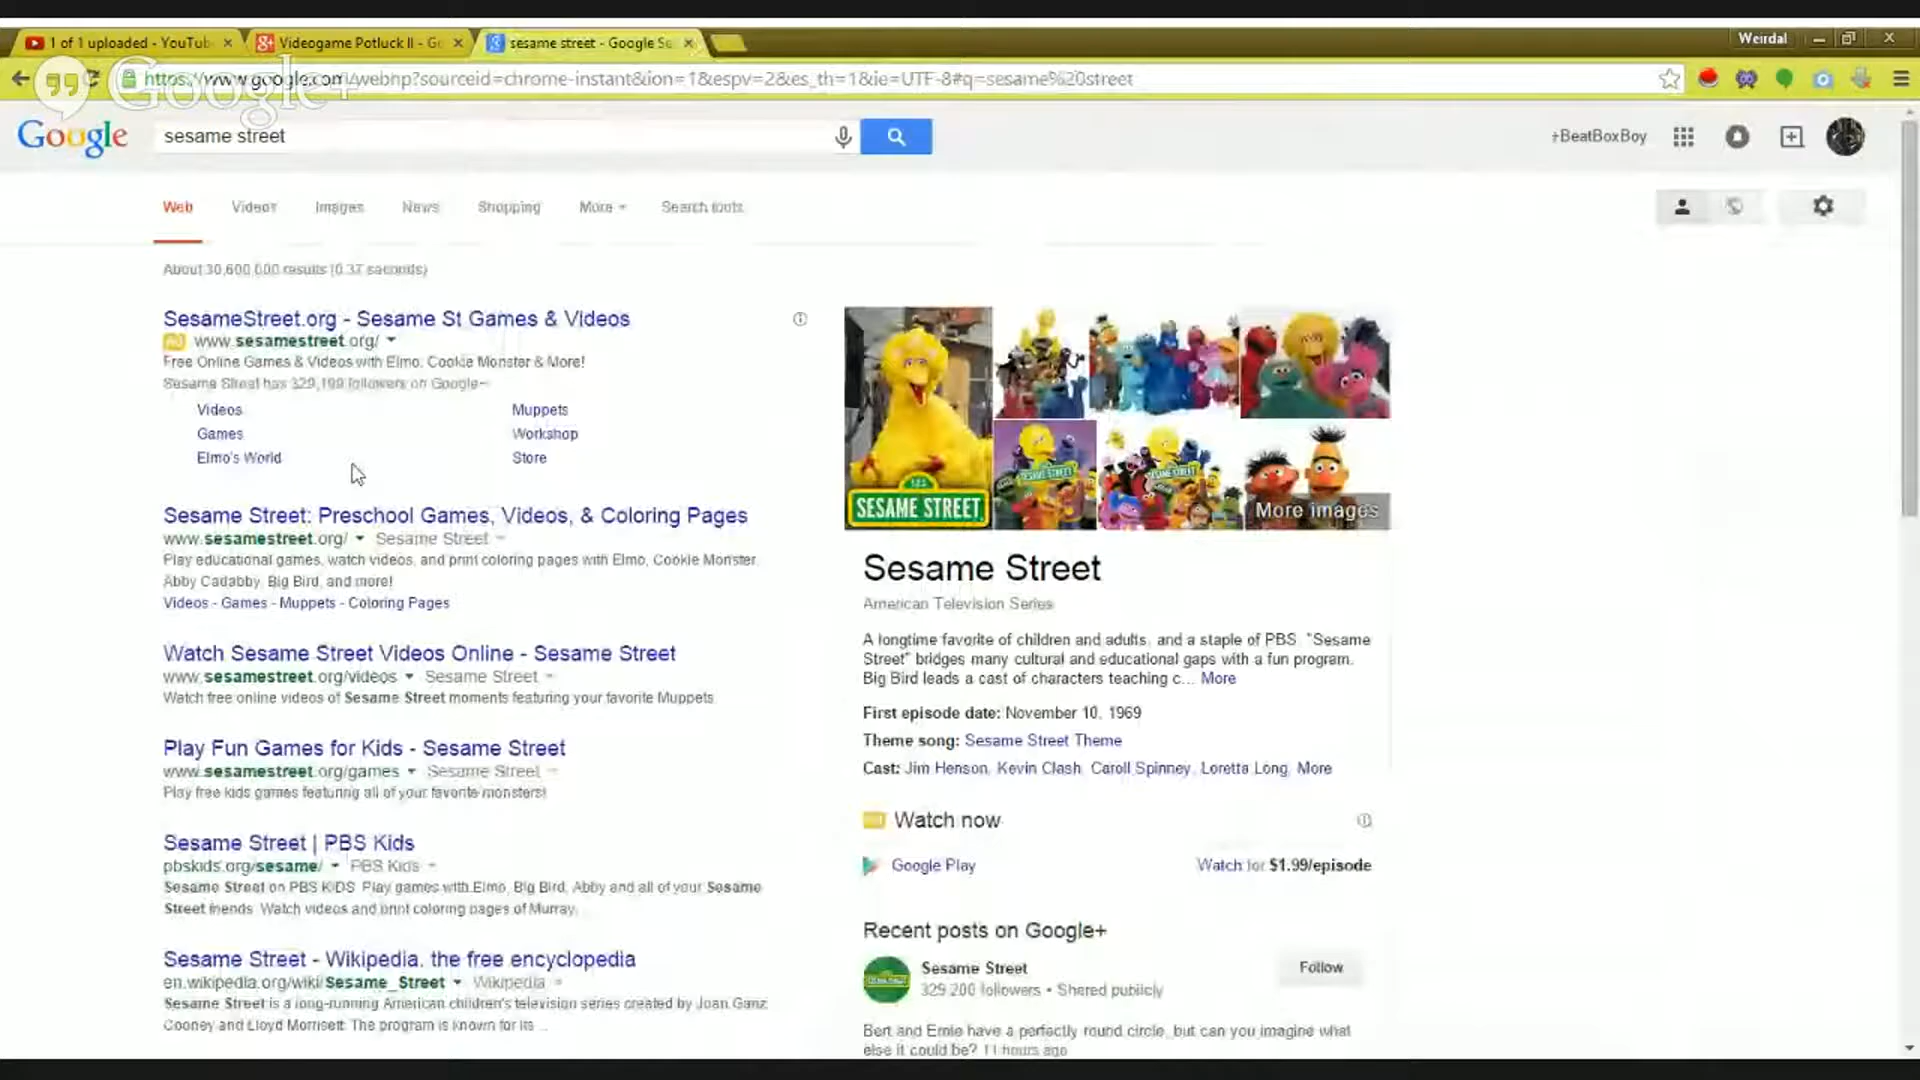 1 of 1 uploaded - YouTub
Videogame Potluck II - Go
sesame street - Google Se
Weirdal
https://www.google.com/webhp?sourceid=chrome-instant&ion=1&espv=2&es_th=1&ie=UTF-8#q=sesame%20street
Google+
Google
sesame street
+BeatBoxBoy
Web
Videos
Images
News
Shopping
More
Search tools
About 30,600,000 results (0.37 seconds)
SesameStreet.org - Sesame St Games & Videos
Ad www.sesamestreet.org/
Free Online Games & Videos with Elmo, Cookie Monster & More!
Sesame Street has 329,199 followers on Google+
Videos
Muppets
Games
Workshop
Elmo's World
Store
Sesame Street: Preschool Games, Videos, & Coloring Pages
www.sesamestreet.org/ Sesame Street
Play educational games, watch videos, and print coloring pages with Elmo, Cookie Monster,
Abby Cadabby, Big Bird, and more!
Videos - Games - Muppets - Coloring Pages
Watch Sesame Street Videos Online - Sesame Street
www.sesamestreet.org/videos Sesame Street
Watch free online videos of Sesame Street moments featuring your favorite Muppets
Play Fun Games for Kids - Sesame Street
www.sesamestreet.org/games Sesame Street
Play free kids games featuring all of your favorite monsters!
Sesame Street | PBS Kids
pbskids.org/sesame/ PBS Kids
Sesame Street on PBS KIDS. Play games with Elmo, Big Bird, Abby and all of your Sesame
Street friends. Watch videos and print coloring pages of Murray,
Sesame Street - Wikipedia, the free encyclopedia
en.wikipedia.org/wiki/Sesame_Street Wikipedia
Sesame Street is a long-running American children's television series created by Joan Ganz
Cooney and Lloyd Morrisett. The program is known for its ...
SESAME STREET
More images
Sesame Street
American Television Series
A longtime favorite of children and adults, and a staple of PBS, "Sesame
Street" bridges many cultural and educational gaps with a fun program.
Big Bird leads a cast of characters teaching c... More
First episode date: November 10, 1969
Theme song: Sesame Street Theme
Cast: Jim Henson, Kevin Clash, Caroll Spinney, Loretta Long, More
Ad Watch now
Google Play
Watch for $1.99/episode
Recent posts on Google+
Sesame Street
Follow
329,200 followers • Shared publicly
Bert and Ernie have a perfectly round circle, but can you imagine what
else it could be? 11 hours ago